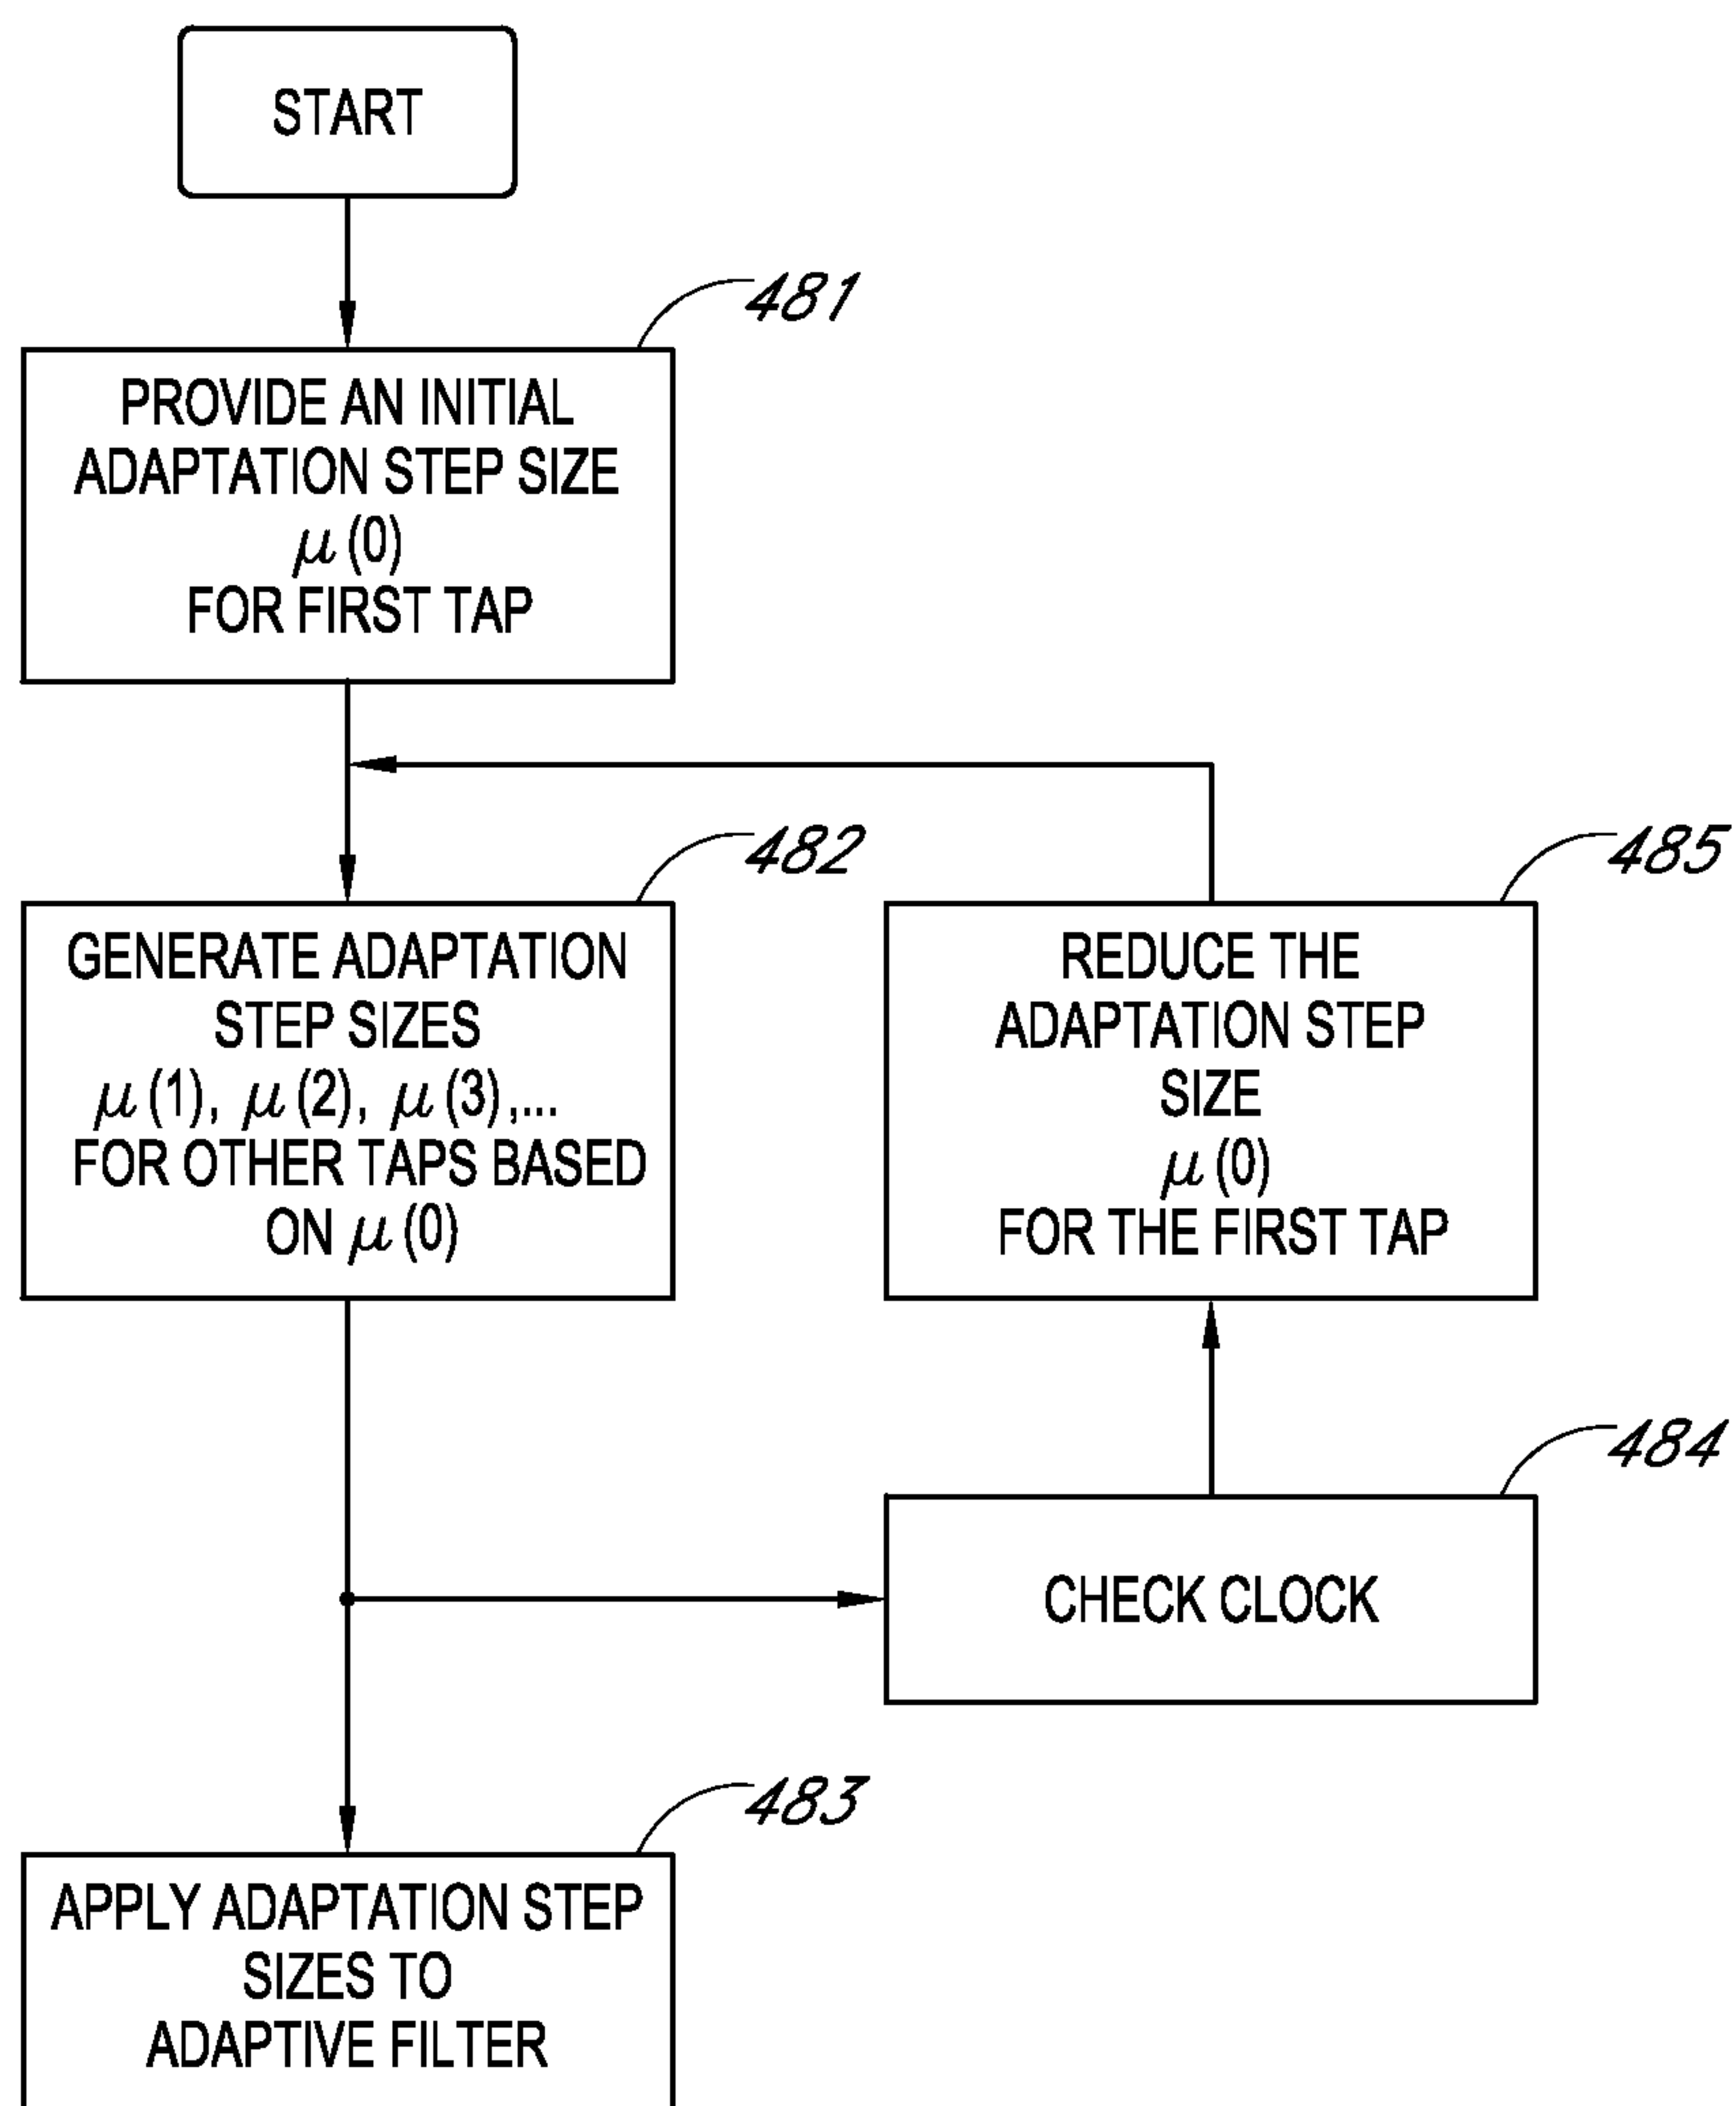 START
481
PROVIDE AN INITIAL
ADAPTATION STEP SIZE
μ(0)
FOR FIRST TAP
482
GENERATE ADAPTATION
STEP SIZES
μ(1), μ(2), μ(3),...
FOR OTHER TAPS BASED
ON μ(0)
485
REDUCE THE
ADAPTATION STEP
SIZE
μ(0)
FOR THE FIRST TAP
484
CHECK CLOCK
483
APPLY ADAPTATION STEP
SIZES TO
ADAPTIVE FILTER